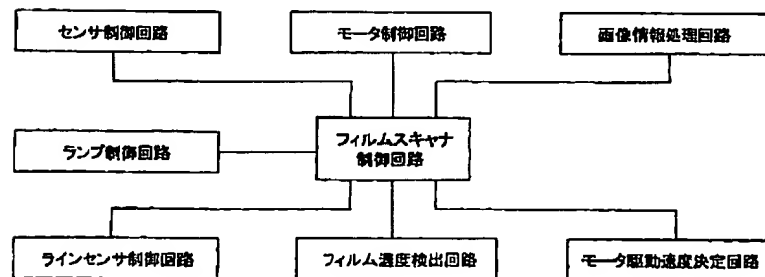 センサ制御回路
モータ制御回路
画像情報処理回路
ランプ制御回路
フィルムスキャナ
制御回路
ラインセンサ制御回路
フィルム濃度検出回路
モータ駆動速度決定回路